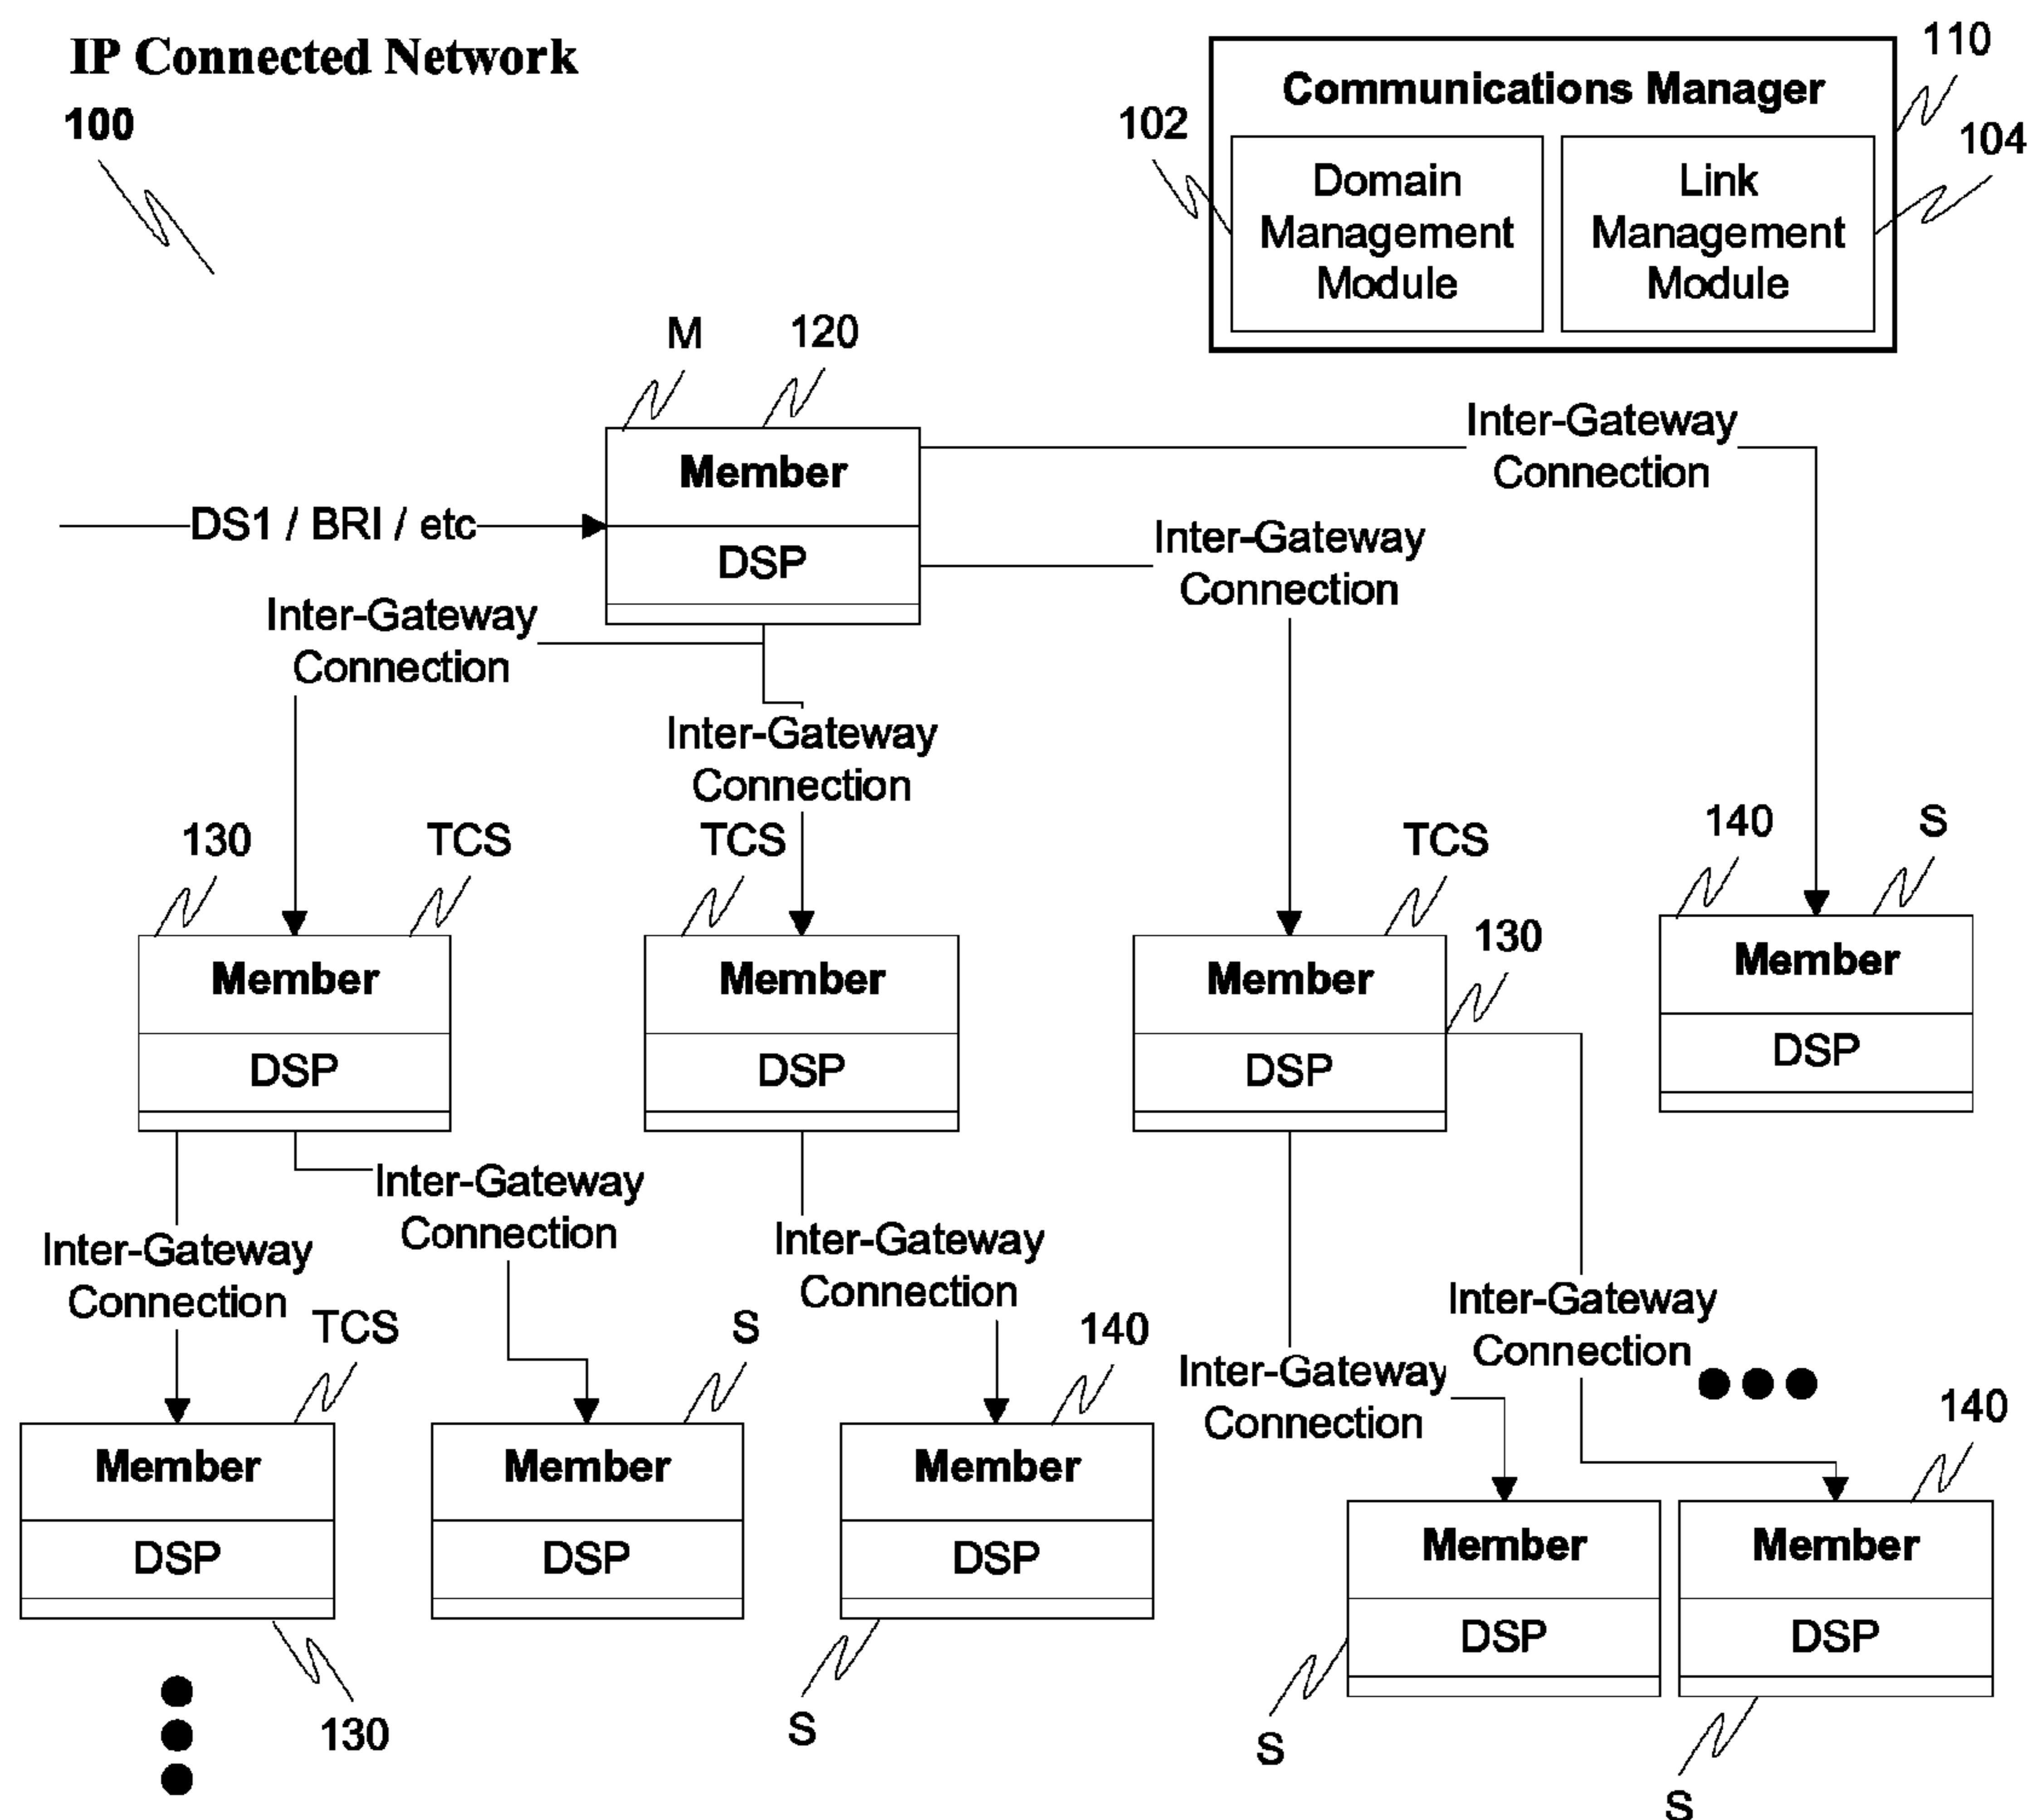 IP Connected Network
100
110
Communications Manager
102
104
Domain
Management
Module
Link
Management
Module
M
120
Member
DSP
DS1 / BRI / etc
Inter-Gateway
Connection
Inter-Gateway
Connection
Inter-Gateway
Connection
Inter-Gateway
Connection
130
TCS
TCS
TCS
130
140
S
Member
DSP
Member
DSP
Member
DSP
Member
DSP
Inter-Gateway
Connection
Inter-Gateway
Connection
Inter-Gateway
Connection
Inter-Gateway
Connection
Inter-Gateway
Connection
TCS
S
140
140
Member
DSP
Member
DSP
Member
DSP
Member
DSP
Member
DSP
130
S
S
S